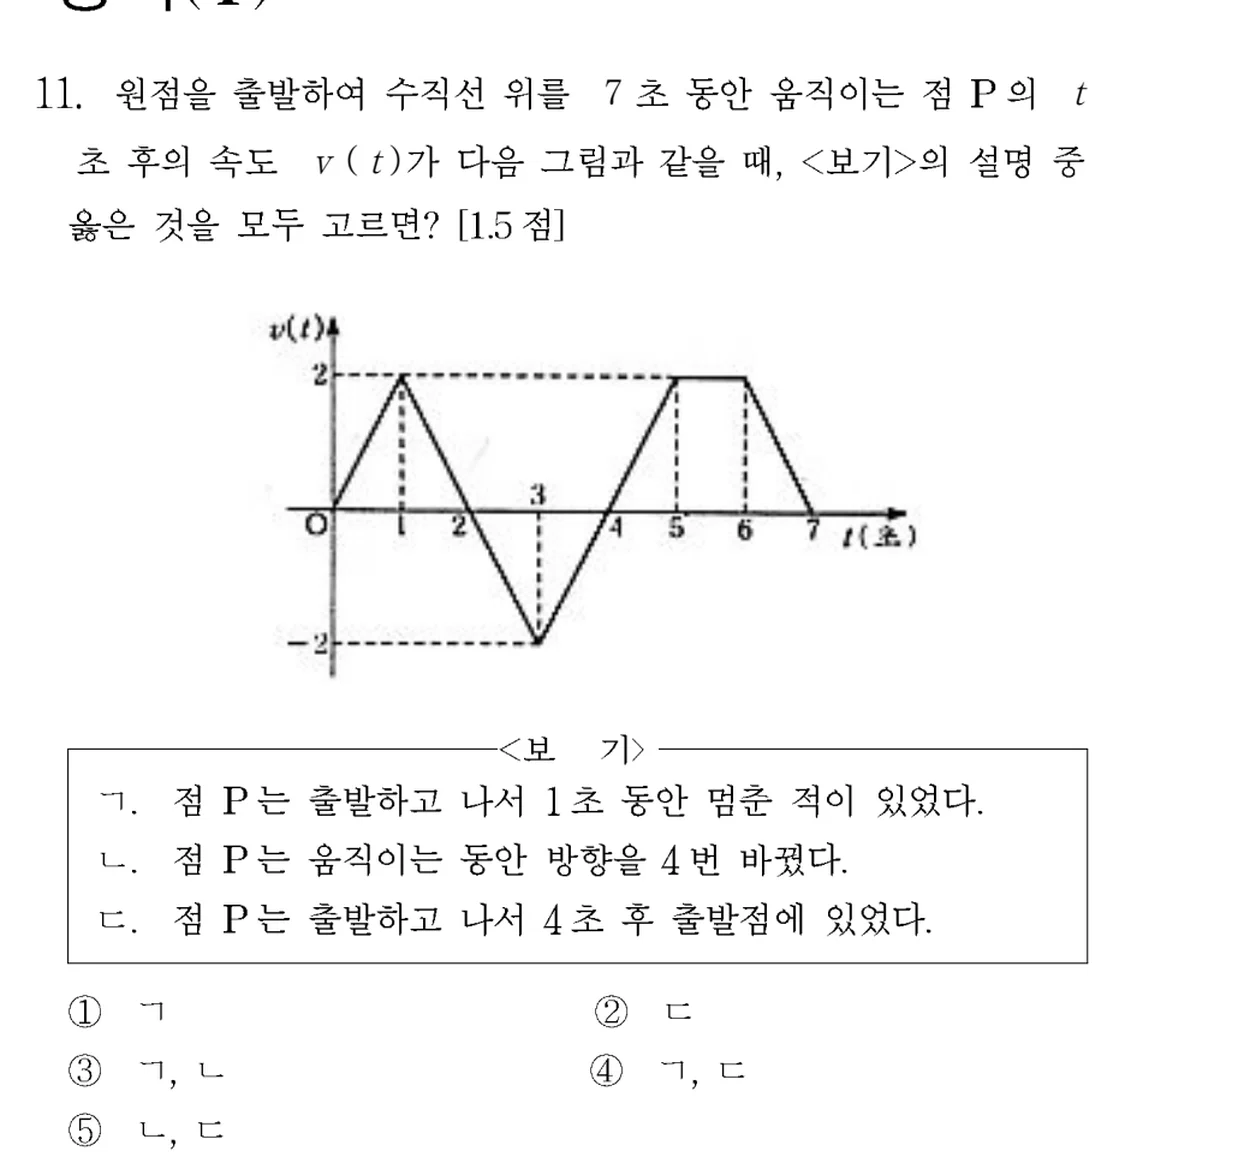 11. 원점을 출발하여 수직선 위를 7 초 동안 움직이는 점 P의 t
초 후의 속도 v ( t)가 다음 그림과 같을 때, <보기>의 설명 중
옳은 것을 모두 고르면? [1.5 점]
v(t)
2
3
O 1 2 4 5 6 7 t(초)
-2
<보 기>
ㄱ. 점 P는 출발하고 나서 1초 동안 멈춘 적이 있었다.
ㄴ. 점 P는 움직이는 동안 방향을 4번 바꿨다.
ㄷ. 점 P는 출발하고 나서 4초 후 출발점에 있었다.
① ㄱ ② ㄷ
③ ㄱ, ㄴ ④ ㄱ, ㄷ
⑤ ㄴ, ㄷ